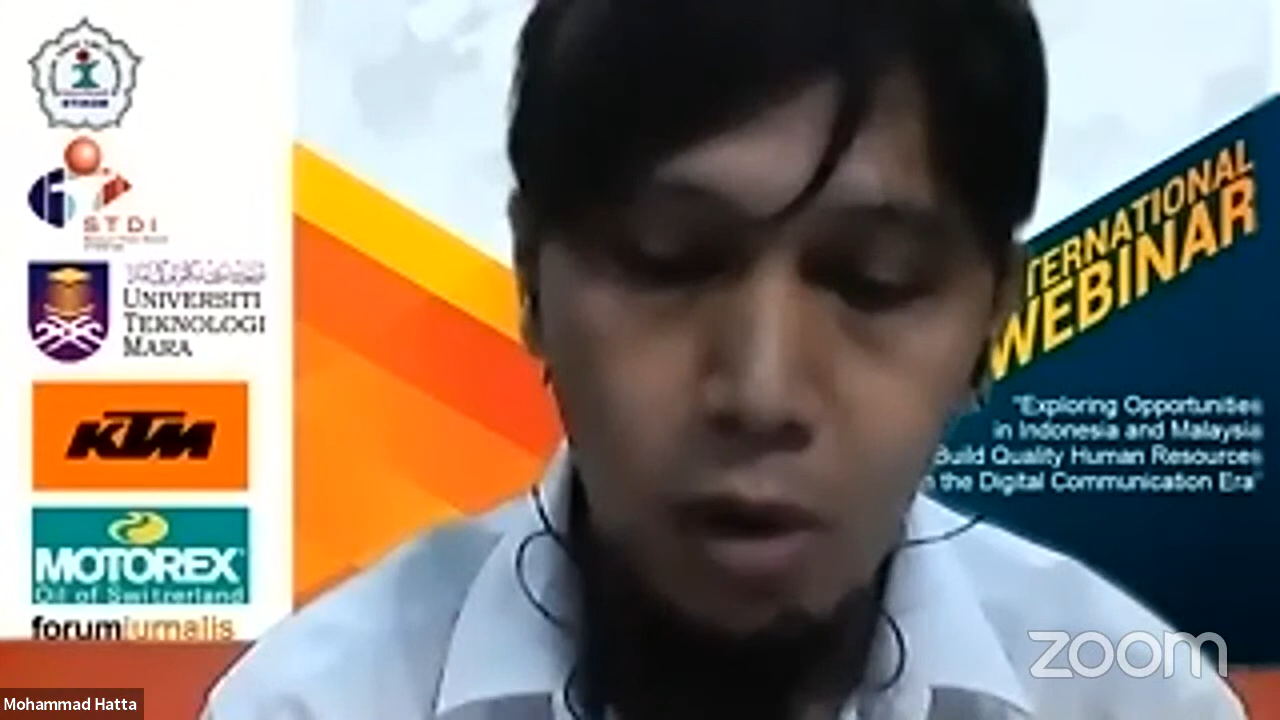 STIKOM
STDI
UNIVERSITI
TEKNOLOGI
MARA
KTM
MOTOREX
Oil of Switzerland
forumjurnalis
TERNATIONAL
WEBINAR
"Exploring Opportunities
in Indonesia and Malaysia
Build Quality Human Resources
n the Digital Communication Era"
zoom
Mohammad Hatta